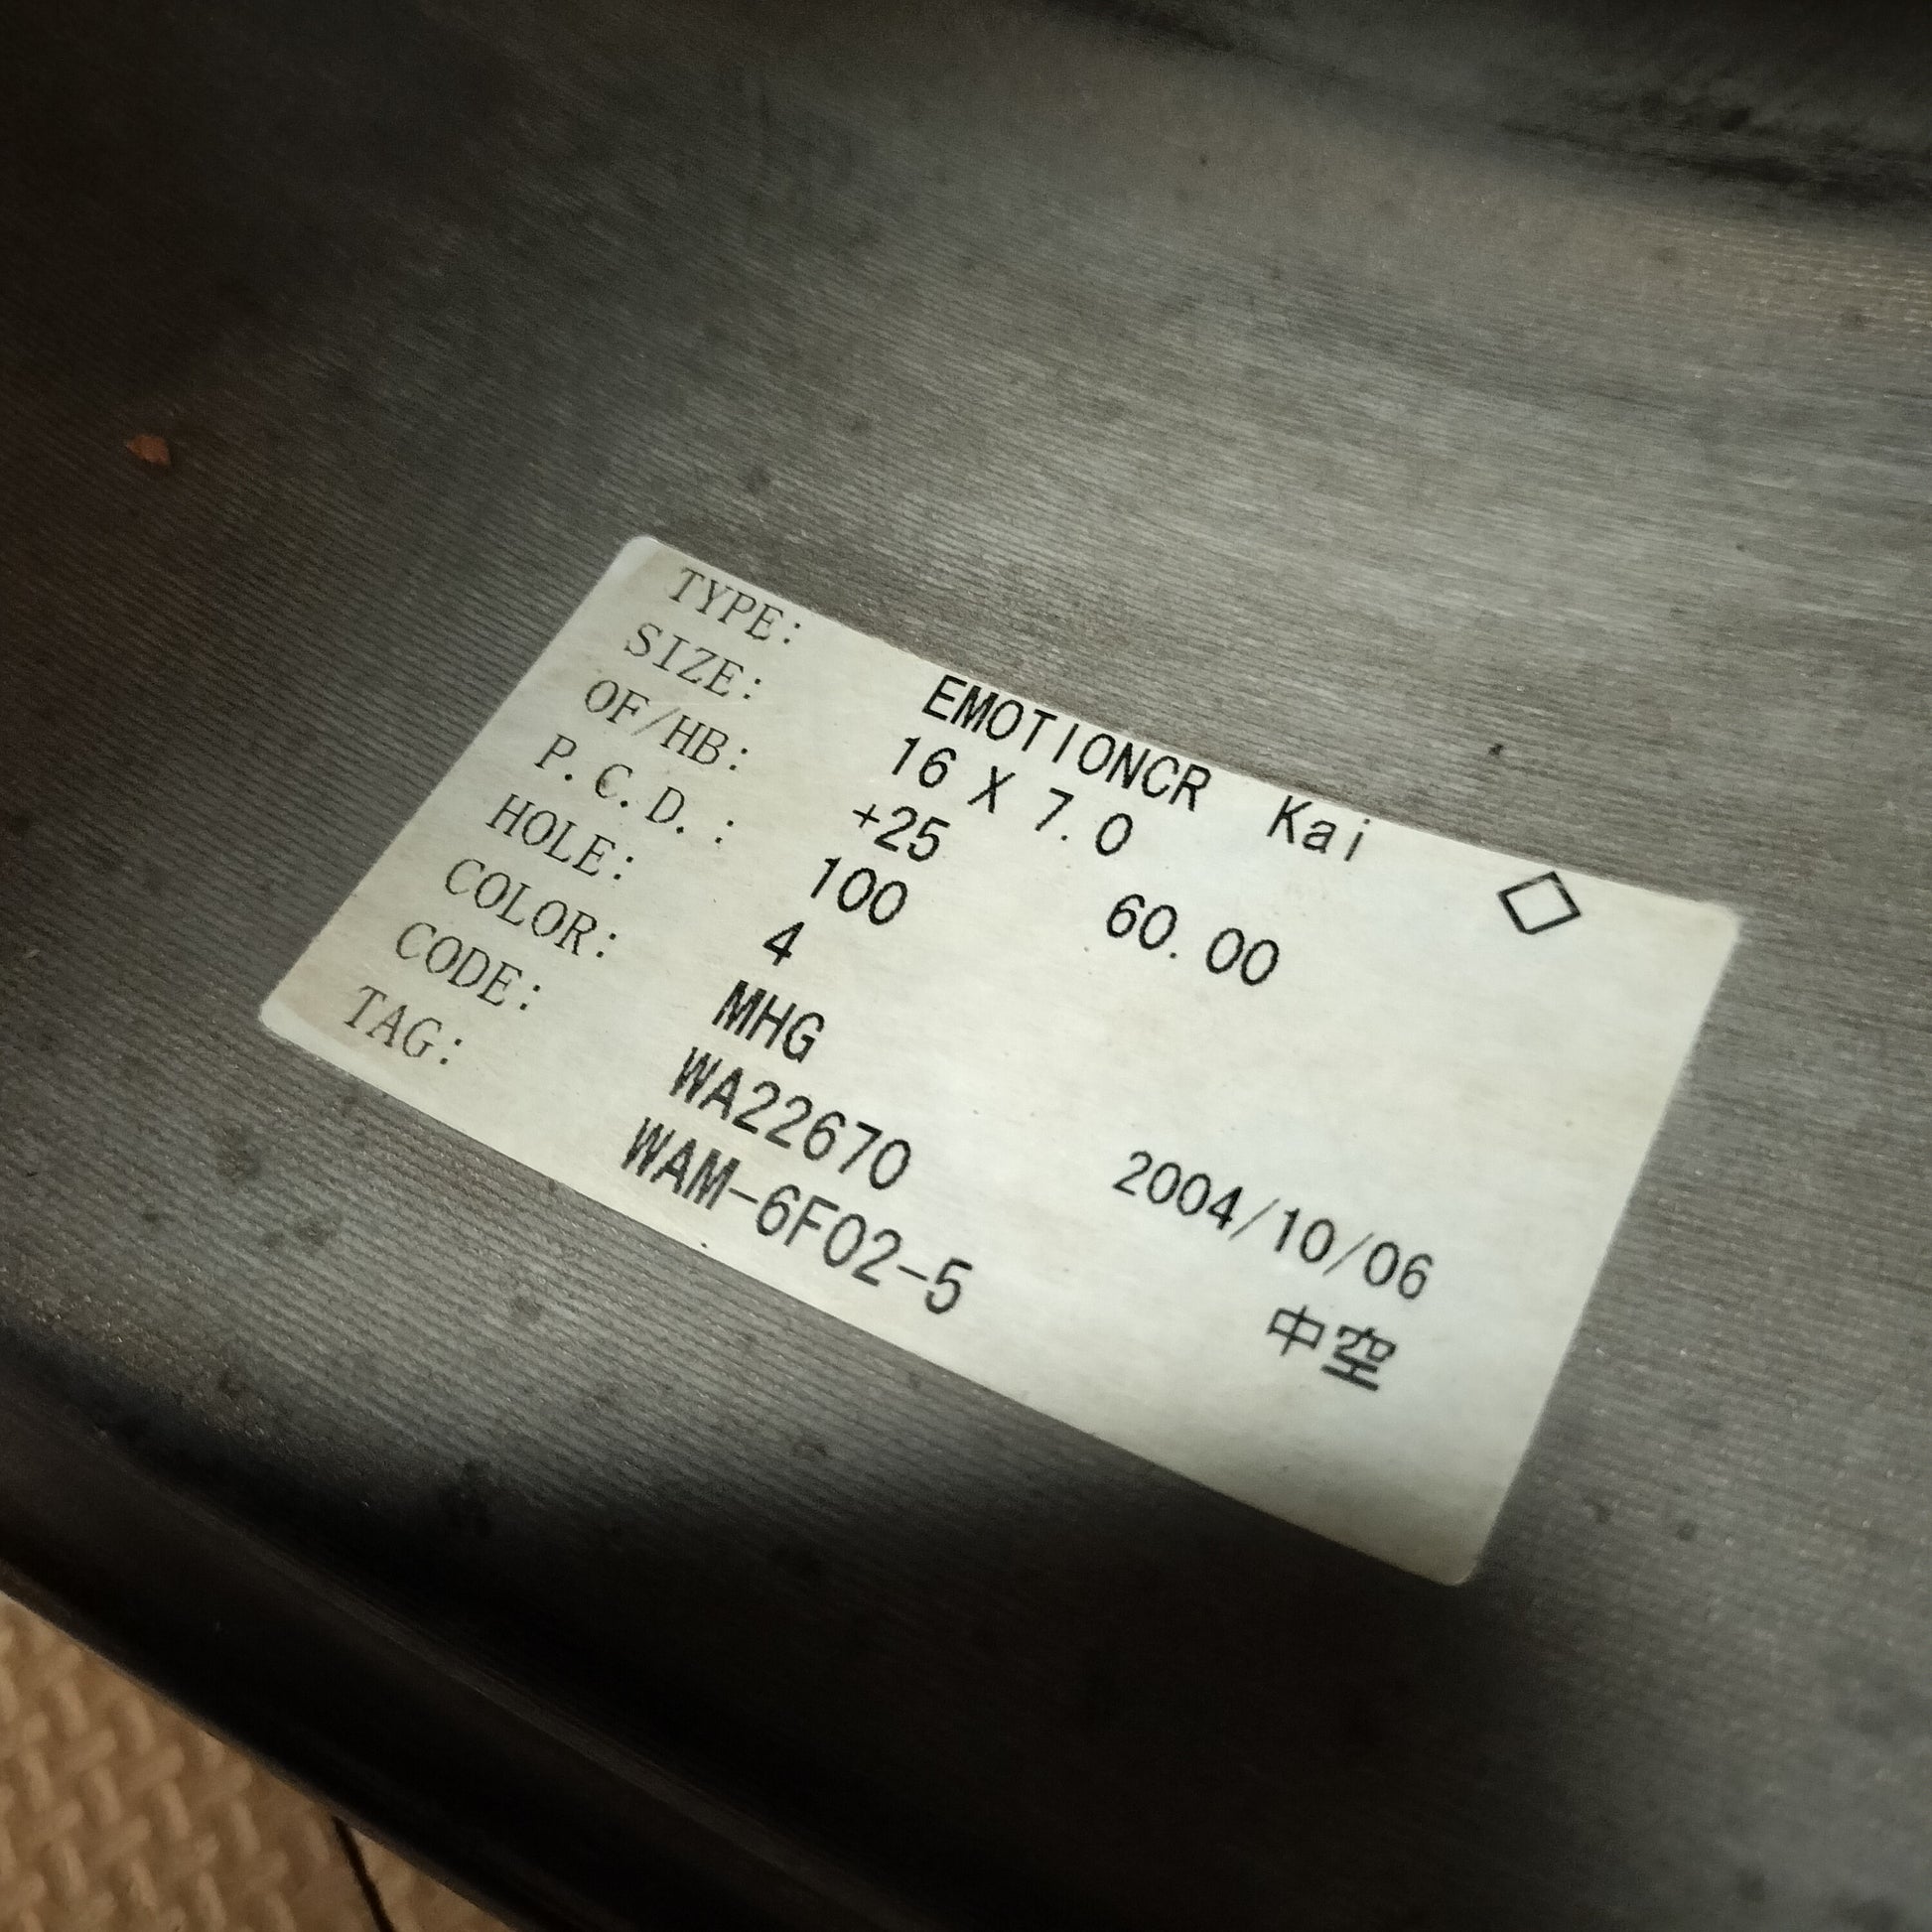 TYPE: EMOTIONCR Kai
SIZE: 16 X 7.0 ◇
OF/HB: +25 60.00
P.C.D.: 100
HOLE: 4
COLOR: MHG
CODE: WA22670 2004/10/06
TAG: WAM-6F02-5 中空